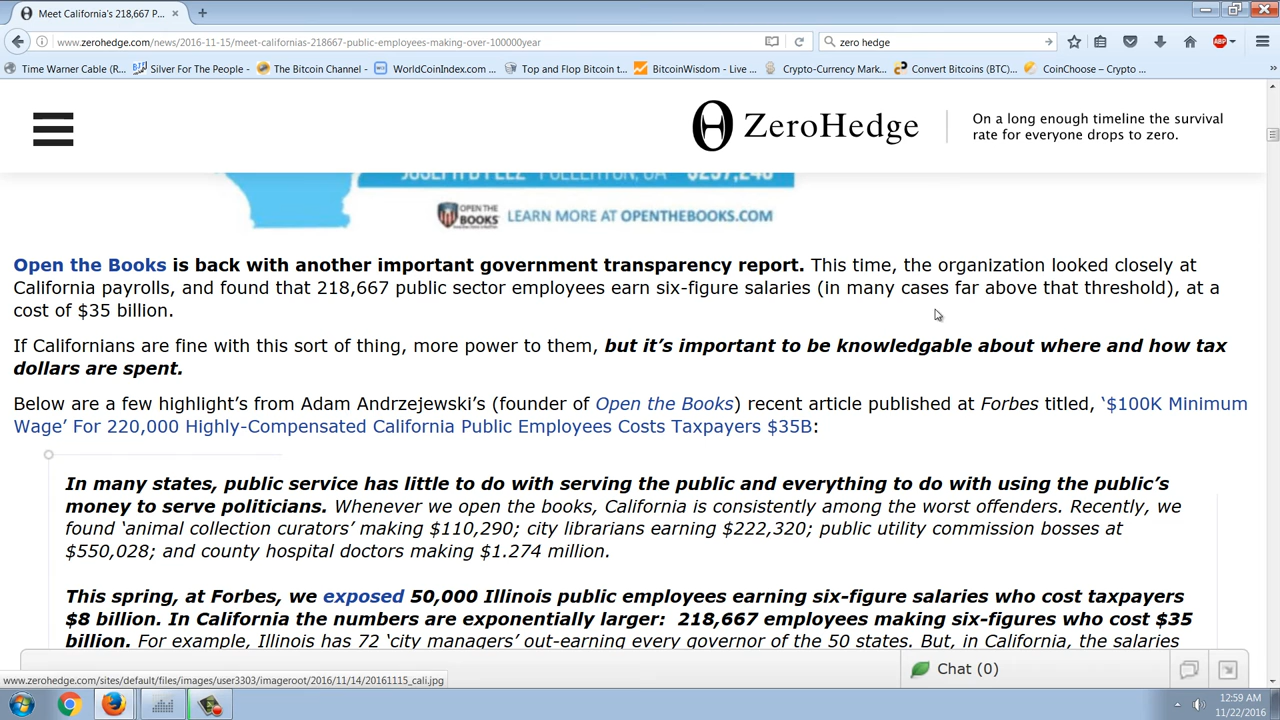 Meet California's 218,667 P...
www.zerohedge.com/news/2016-11-15/meet-californias-218667-public-employees-making-over-100000year
zero hedge
ABP
Time Warner Cable (R...
Silver For The People -
The Bitcoin Channel -
WorldCoinIndex.com ...
Top and Flop Bitcoin t...
BitcoinWisdom - Live ...
Crypto-Currency Mark...
Convert Bitcoins (BTC)...
CoinChoose – Crypto ...
ZeroHedge
On a long enough timeline the survival
rate for everyone drops to zero.
JOSEPH B FELZ FULLERTON, CA $257,246
OPEN THE
BOOKS
LEARN MORE AT OPENTHEBOOKS.COM
Open the Books is back with another important government transparency report. This time, the organization looked closely at
California payrolls, and found that 218,667 public sector employees earn six-figure salaries (in many cases far above that threshold), at a
cost of $35 billion.
If Californians are fine with this sort of thing, more power to them, but it's important to be knowledgable about where and how tax
dollars are spent.
Below are a few highlight's from Adam Andrzejewski's (founder of Open the Books) recent article published at Forbes titled, '$100K Minimum
Wage' For 220,000 Highly-Compensated California Public Employees Costs Taxpayers $35B:
In many states, public service has little to do with serving the public and everything to do with using the public's
money to serve politicians. Whenever we open the books, California is consistently among the worst offenders. Recently, we
found 'animal collection curators' making $110,290; city librarians earning $222,320; public utility commission bosses at
$550,028; and county hospital doctors making $1.274 million.
This spring, at Forbes, we exposed 50,000 Illinois public employees earning six-figure salaries who cost taxpayers
$8 billion. In California the numbers are exponentially larger: 218,667 employees making six-figures who cost $35
billion. For example, Illinois has 72 'city managers' out-earning every governor of the 50 states. But, in California, the salaries
Chat (0)
www.zerohedge.com/sites/default/files/images/user3303/imageroot/2016/11/14/20161115_cali.jpg
12:59 AM
11/22/2016